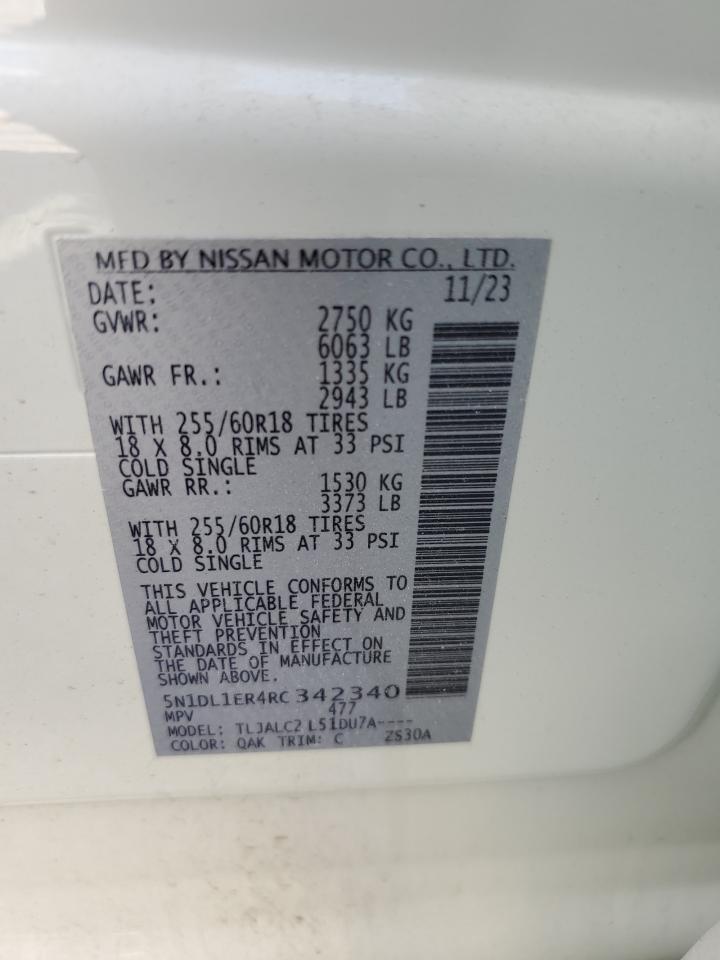 MFD BY NISSAN MOTOR CO., LTD.
DATE: 11/23
GVWR: 2750 KG
6063 LB
GAWR FR.: 1335 KG
2943 LB
WITH 255/60R18 TIRES
18 X 8.0 RIMS AT 33 PSI
COLD SINGLE
GAWR RR.: 1530 KG
3373 LB
WITH 255/60R18 TIRES
18 X 8.0 RIMS AT 33 PSI
COLD SINGLE
THIS VEHICLE CONFORMS TO
ALL APPLICABLE FEDERAL
MOTOR VEHICLE SAFETY AND
THEFT PREVENTION
STANDARDS IN EFFECT ON
THE DATE OF MANUFACTURE
SHOWN ABOVE.
5N1DL1ER4RC342340
MPV 477
MODEL: TLJALC2 L51DU7A----
COLOR: QAK TRIM: C ZS30A